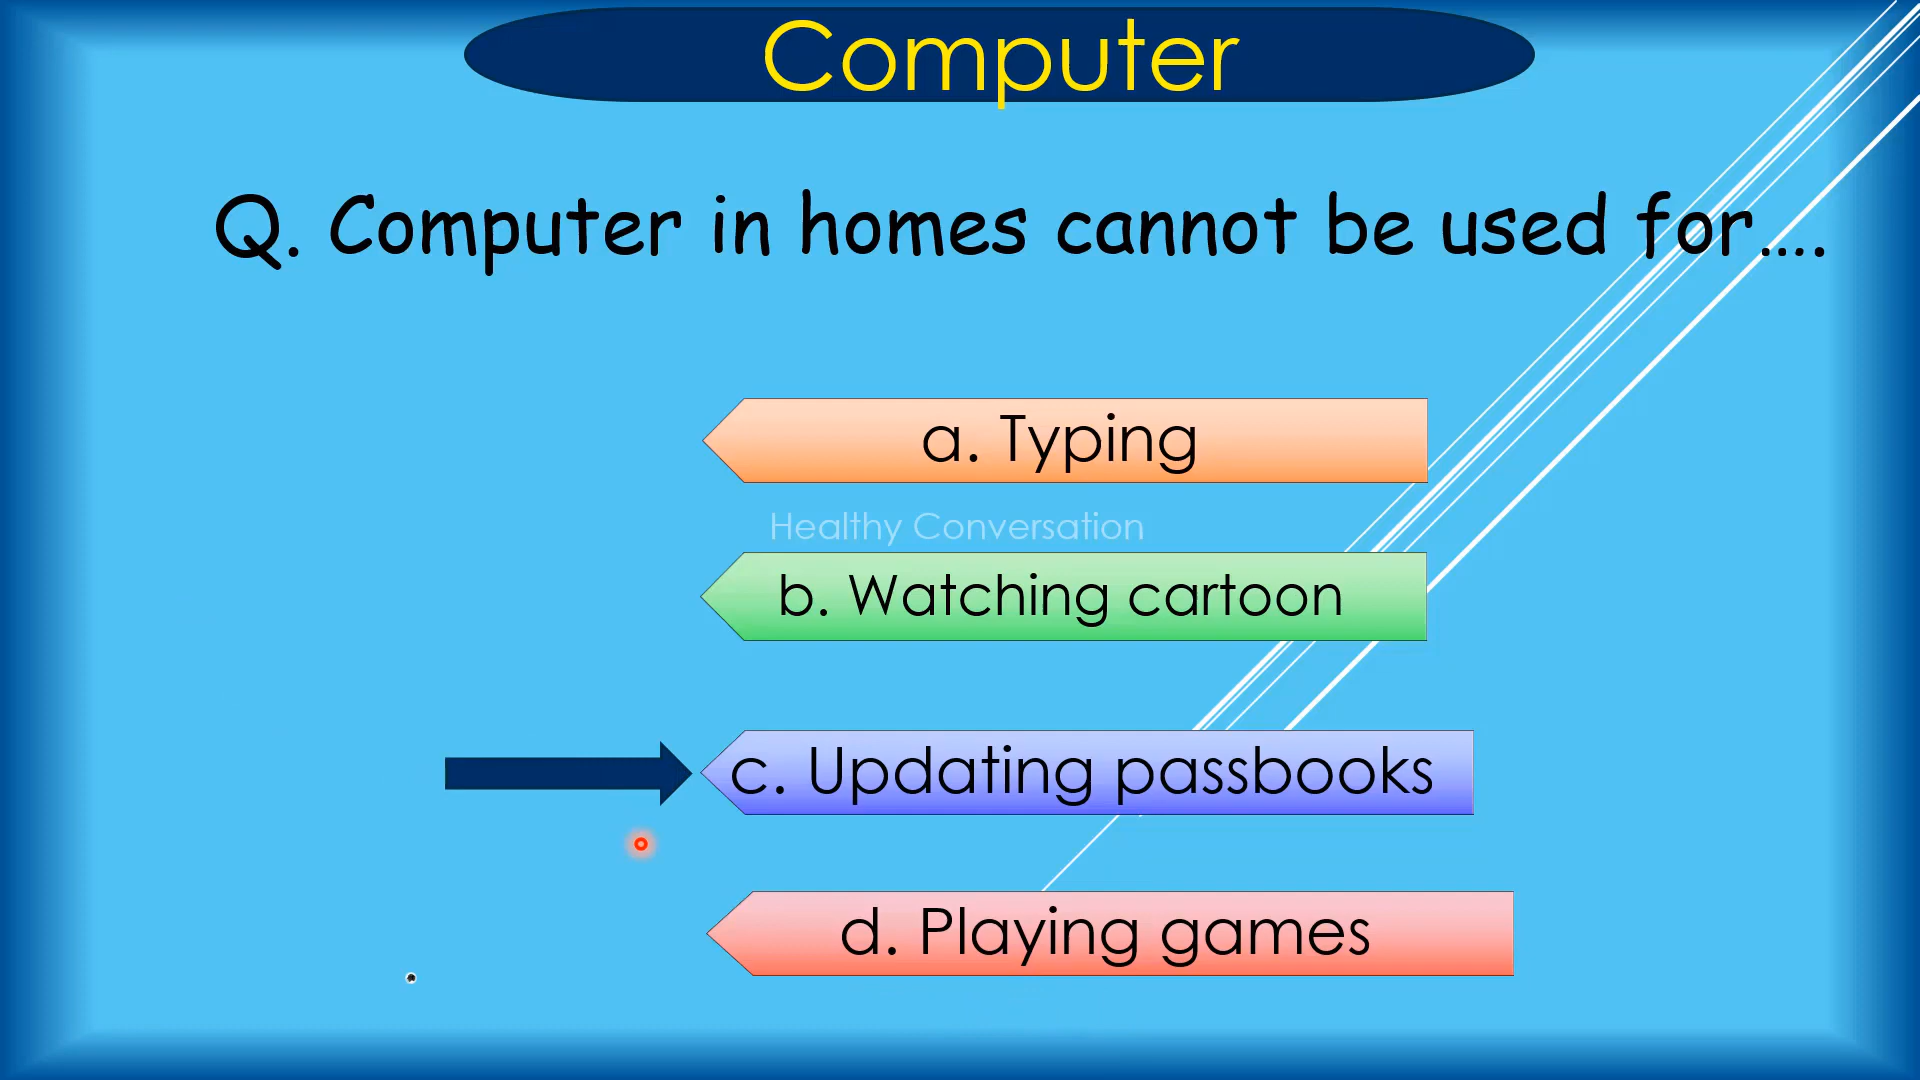 Computer
Q. Computer in homes cannot be used for....
a. Typing
Healthy Conversation
b. Watching cartoon
c. Updating passbooks
d. Playing games